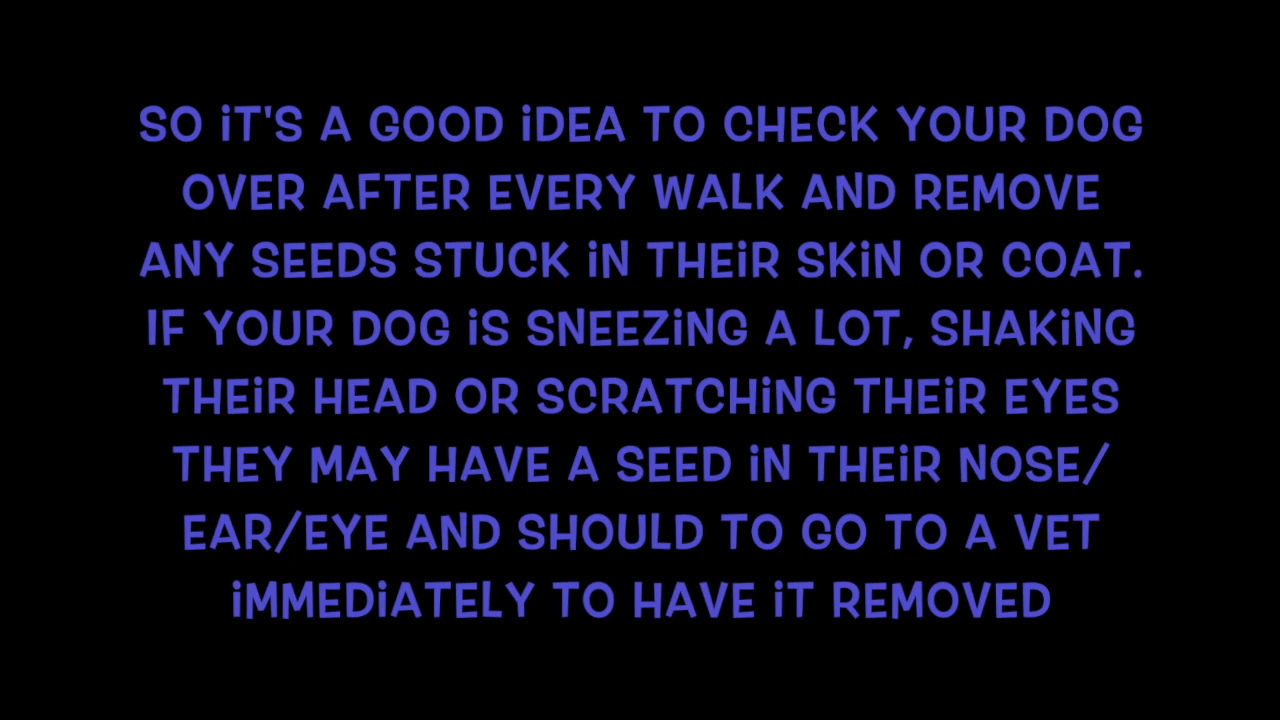 SO iT'S A GOOD iDEA TO CHECK YOUR DOG
OVER AFTER EVERY WALK AND REMOVE
ANY SEEDS STUCK iN THEiR SKiN OR COAT.
IF YOUR DOG iS SNEEZiNG A LOT, SHAKiNG
THEiR HEAD OR SCRATCHiNG THEiR EYES
THEY MAY HAVE A SEED iN THEiR NOSE/
EAR/EYE AND SHOULD TO GO TO A VET
iMMEDiATELY TO HAVE iT REMOVED